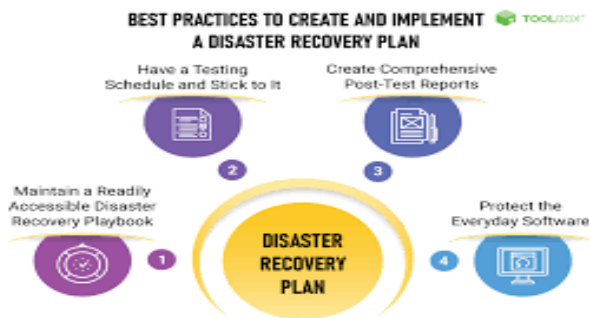 BEST PRACTICES TO CREATE AND IMPLEMENT
A DISASTER RECOVERY PLAN
TOOLBOX
Have a Testing
Schedule and Stick to It
Create Comprehensive
Post-Test Reports
2
3
Maintain a Readily
Accessible Disaster
Recovery Playbook
Protect the
Everyday Software
1
4
DISASTER
RECOVERY
PLAN